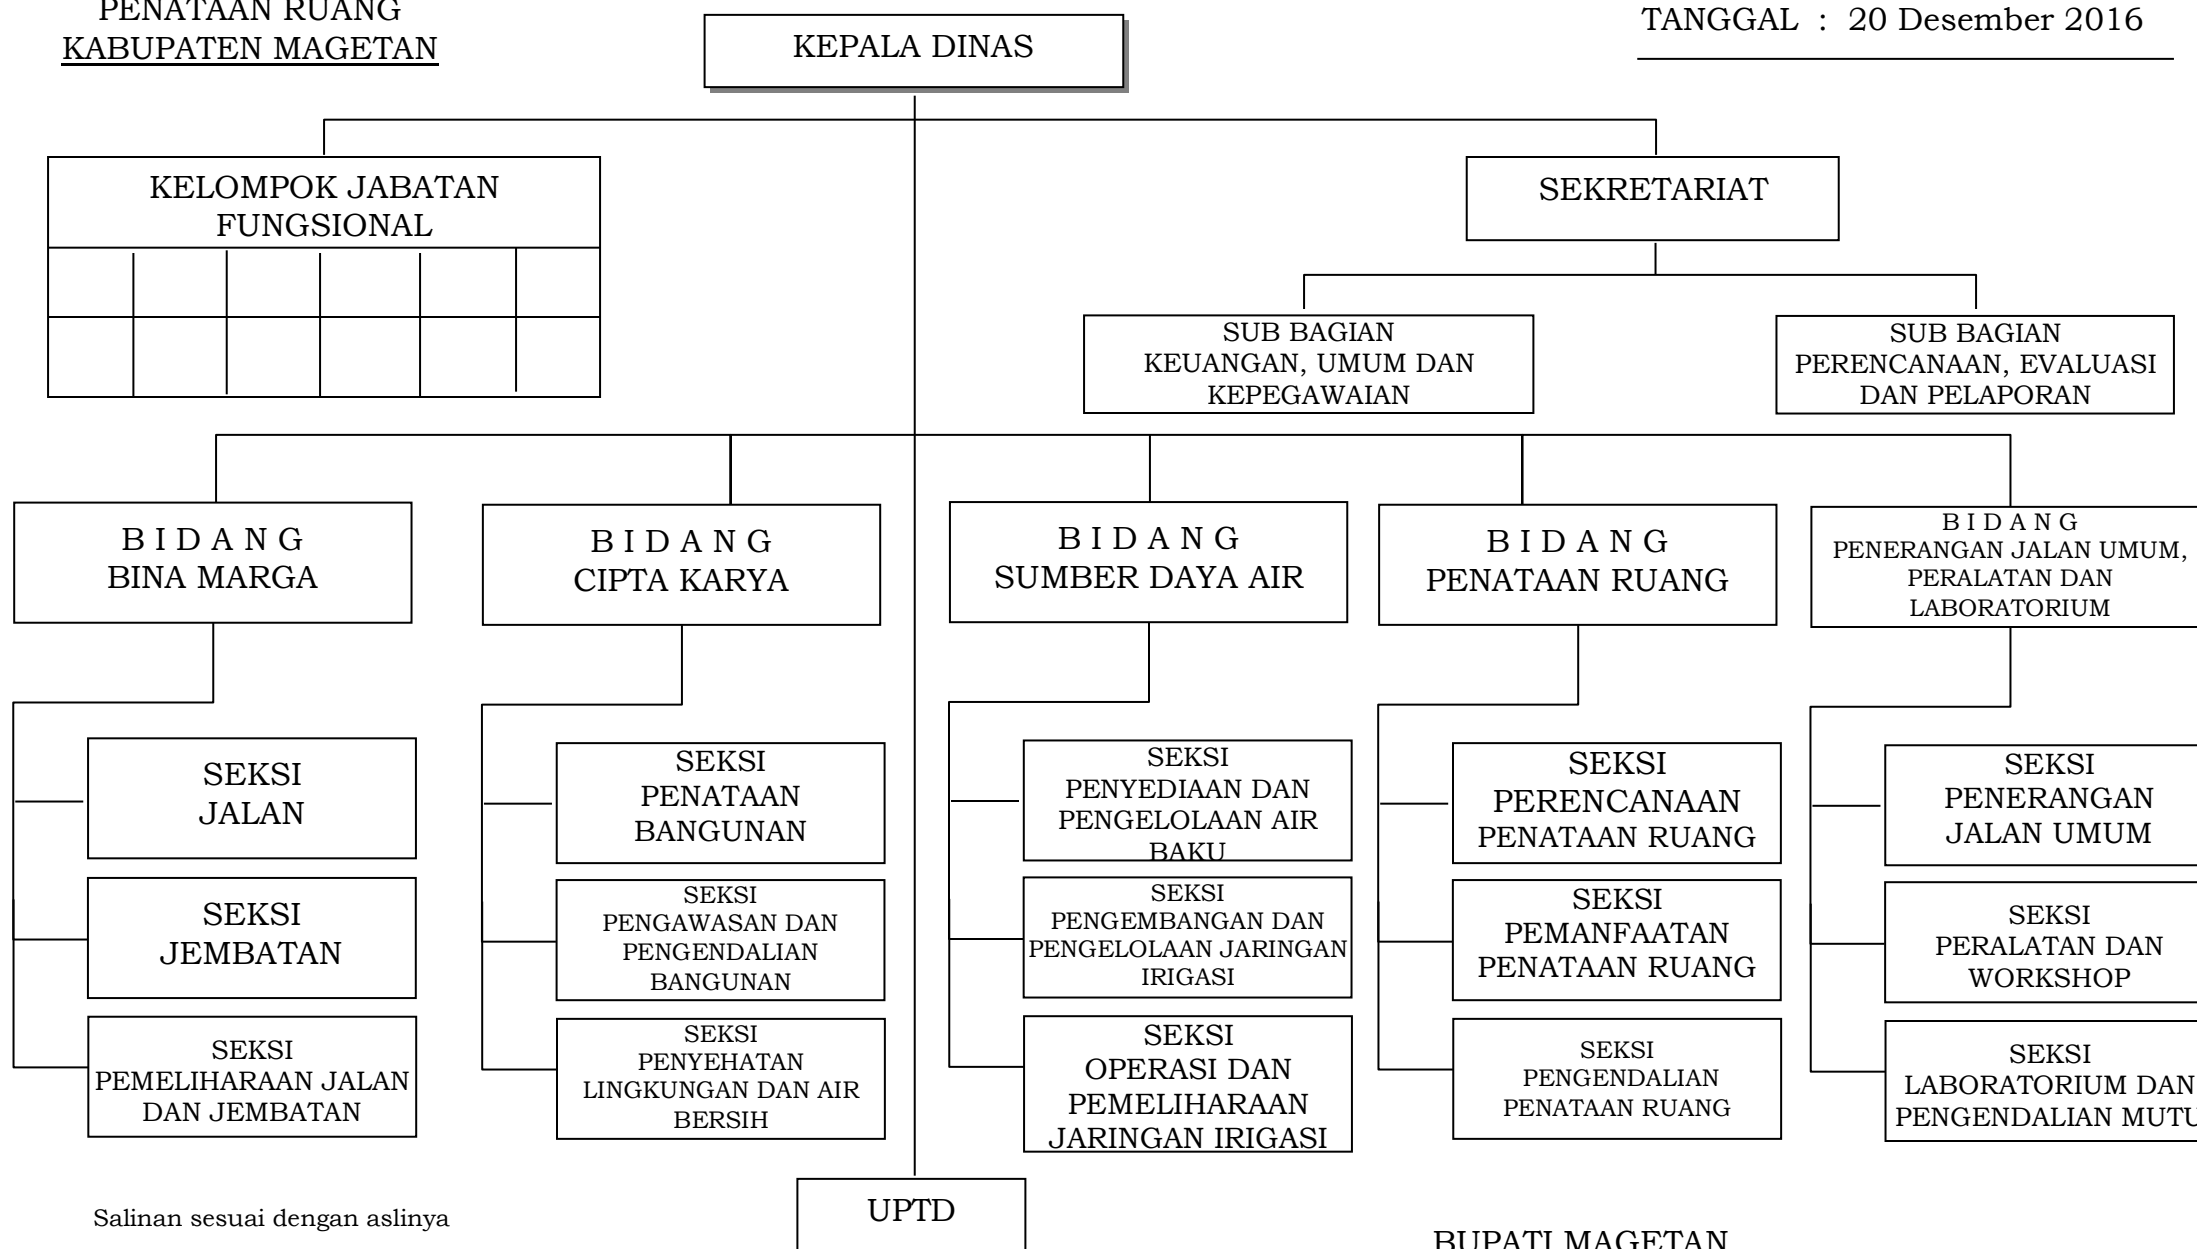 PENATAAN RUANG
KABUPATEN MAGETAN
TANGGAL : 20 Desember 2016
KEPALA DINAS
KELOMPOK JABATAN
FUNGSIONAL
SEKRETARIAT
SUB BAGIAN
KEUANGAN, UMUM DAN
KEPEGAWAIAN
SUB BAGIAN
PERENCANAAN, EVALUASI
DAN PELAPORAN
B I D A N G
BINA MARGA
B I D A N G
CIPTA KARYA
B I D A N G
SUMBER DAYA AIR
B I D A N G
PENATAAN RUANG
B I D A N G
PENERANGAN JALAN UMUM,
PERALATAN DAN
LABORATORIUM
SEKSI
JALAN
SEKSI
JEMBATAN
SEKSI
PEMELIHARAAN JALAN
DAN JEMBATAN
SEKSI
PENATAAN
BANGUNAN
SEKSI
PENGAWASAN DAN
PENGENDALIAN
BANGUNAN
SEKSI
PENYEHATAN
LINGKUNGAN DAN AIR
BERSIH
SEKSI
PENYEDIAAN DAN
PENGELOLAAN AIR
BAKU
SEKSI
PENGEMBANGAN DAN
PENGELOLAAN JARINGAN
IRIGASI
SEKSI
OPERASI DAN
PEMELIHARAAN
JARINGAN IRIGASI
SEKSI
PERENCANAAN
PENATAAN RUANG
SEKSI
PEMANFAATAN
PENATAAN RUANG
SEKSI
PENGENDALIAN
PENATAAN RUANG
SEKSI
PENERANGAN
JALAN UMUM
SEKSI
PERALATAN DAN
WORKSHOP
SEKSI
LABORATORIUM DAN
PENGENDALIAN MUTU
UPTD
Salinan sesuai dengan aslinya
BUPATI MAGETAN